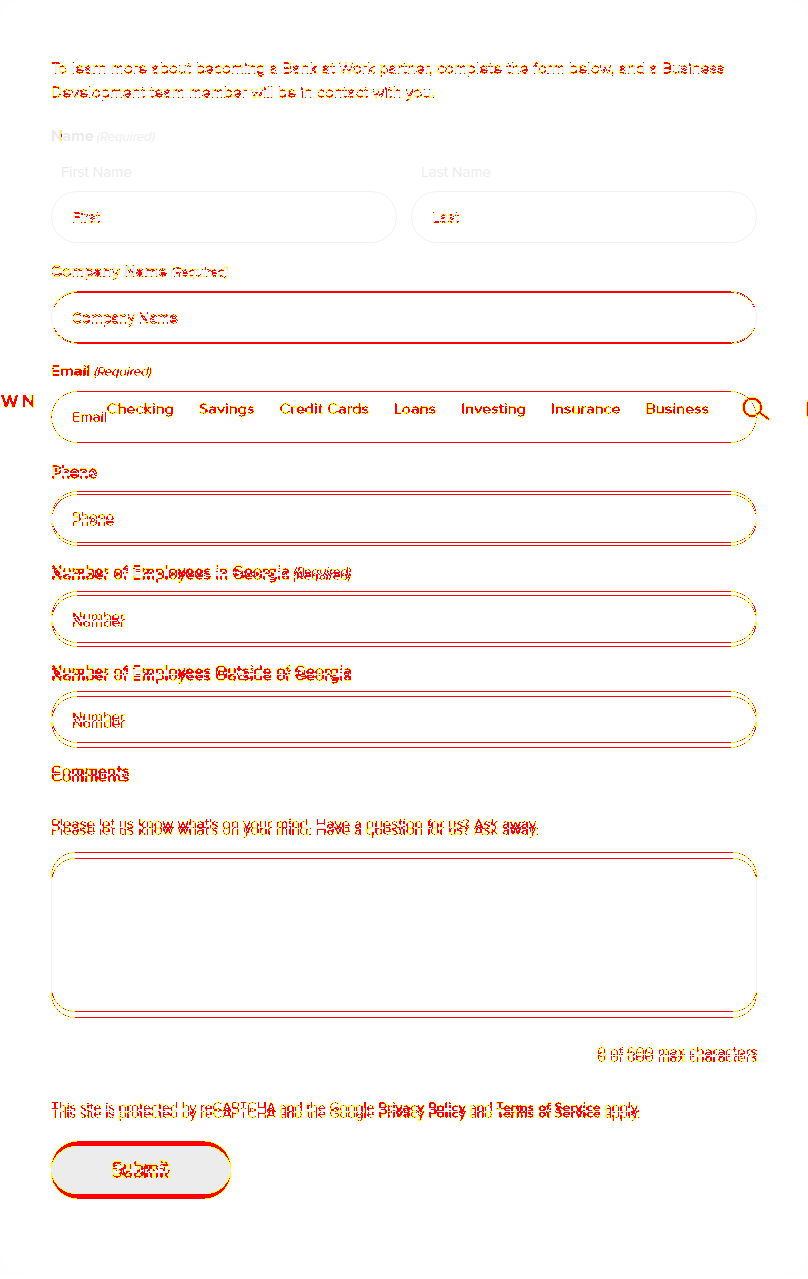 To learn more about becoming a Bank at Work partner, complete the form below, and a Business
Development team member will be in contact with you.
Name (Required)
First Name Last Name
First Last
Company Name (Required)
Company Name
Email (Required)
WN Checking Savings Credit Cards Loans Investing Insurance Business
Email
Phone
Phone
Number of Employees in Georgia (Required)
Number
Number of Employees Outside of Georgia
Number
Comments
Please let us know what's on your mind. Have a question for us? Ask away.
0 of 500 max characters
This site is protected by reCAPTCHA and the Google Privacy Policy and Terms of Service apply.
Submit